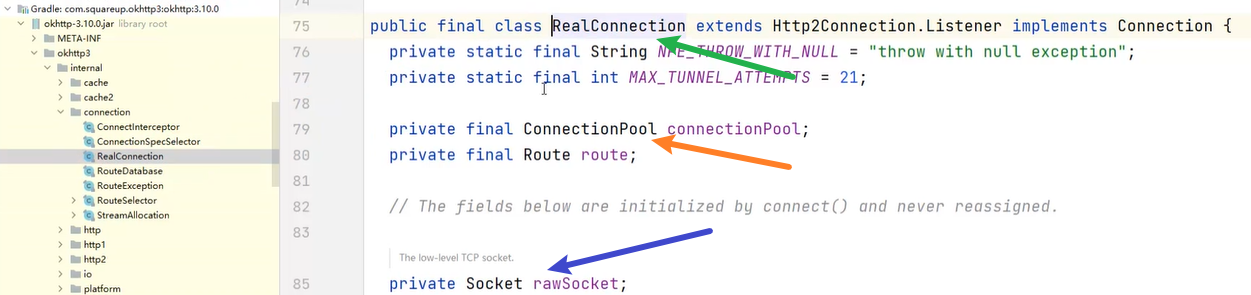 Gradle: com.squareup.okhttp3:okhttp:3.10.0
okhttp-3.10.0.jar
META-INF
okhttp3
internal
cache
cache2
connection
ConnectInterceptor
ConnectionSpecSelector
RealConnection
RouteDatabase
RouteException
RouteSelector
StreamAllocation
http
http1
http2
io
platform
74
75 public final class RealConnection extends Http2Connection.Listener implements Connection {
76 private static final String NPE_THROW_WITH_NULL = "throw with null exception";
77 private static final int MAX_TUNNEL_ATTEMPTS = 21;
78
79 private final ConnectionPool connectionPool;
80 private final Route route;
81
82 // The fields below are initialized by connect() and never reassigned.
83
The low-level TCP socket.
85 private Socket rawSocket;